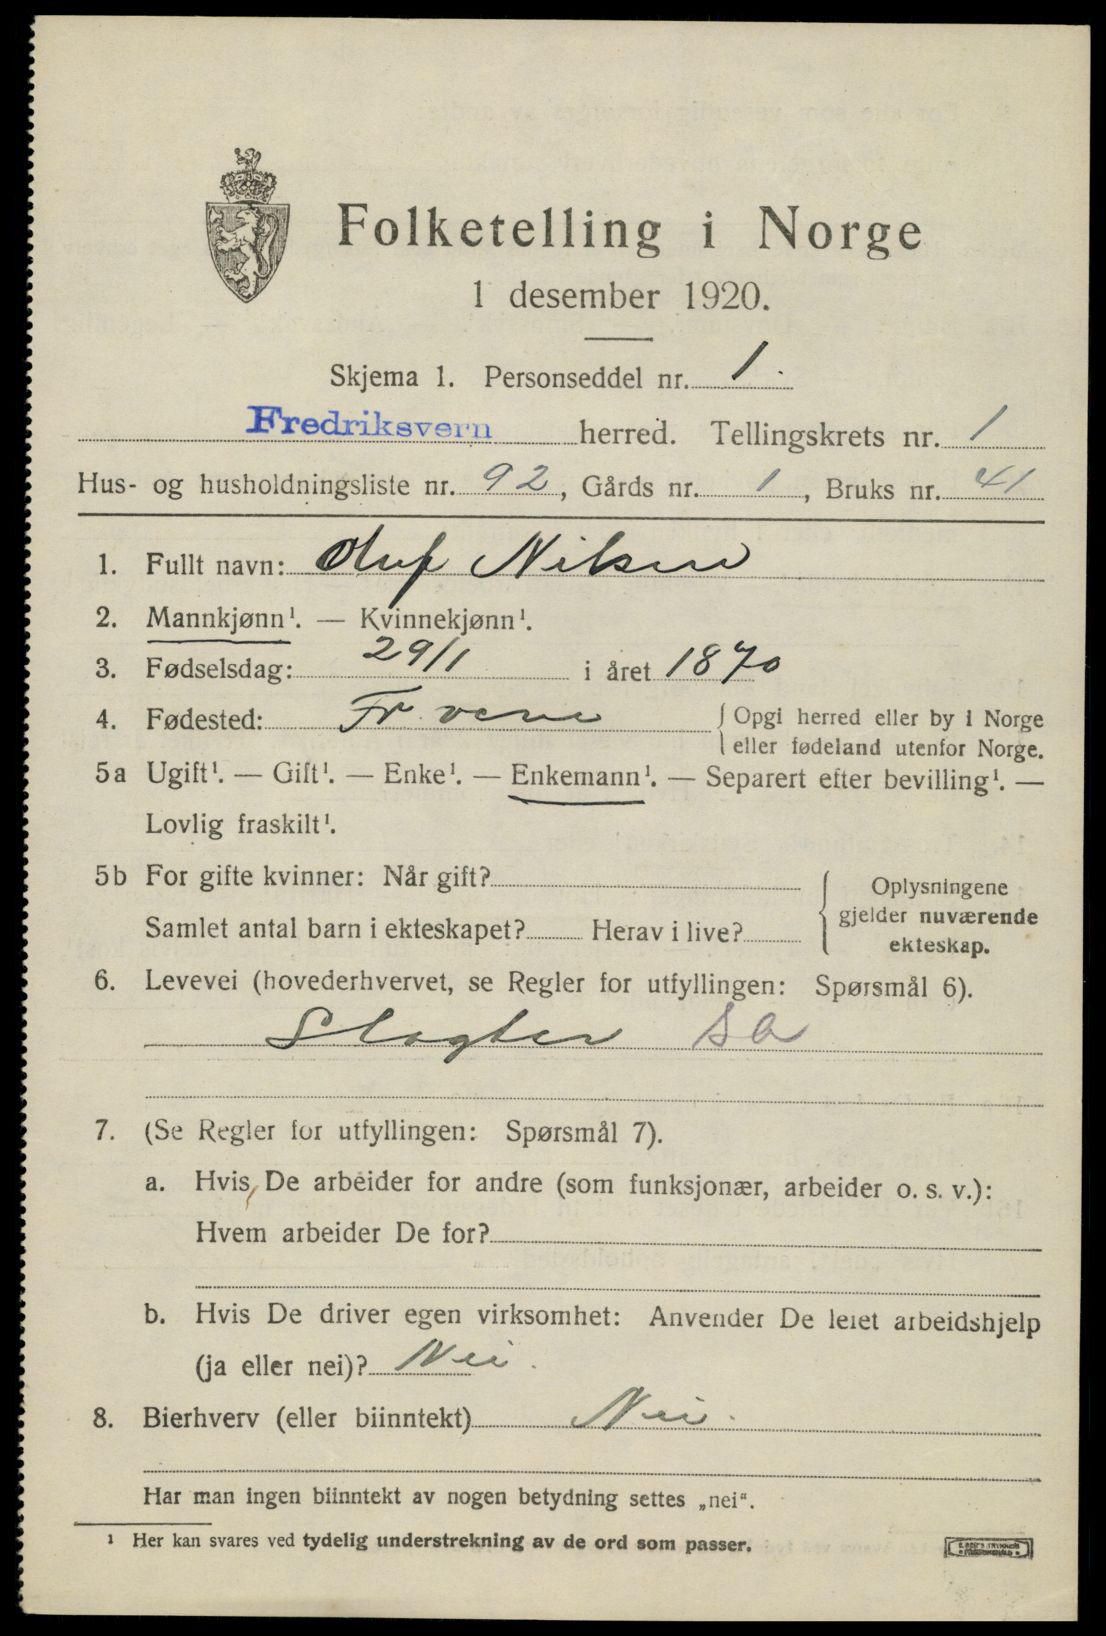 Folketelling i Norge
1 desember 1920.
Skjema 1. Personseddel nr. 1.
Fredriksvern herred. Tellingskrets nr. 1
Hus- og husholdningsliste nr. 92, Gårds nr. 1, Bruks nr. 41
1. Fullt navn: Oluf Nilsen
2. Mannkjønn¹. — Kvinnekjønn¹.
3. Fødselsdag: 29/1 i året 1870
4. Fødested: Fr vern { Opgi herred eller by i Norge
eller fødeland utenfor Norge.
5a Ugift¹. — Gift¹. — Enke¹. — Enkemann¹. — Separert efter bevilling¹. —
Lovlig fraskilt¹.
5b For gifte kvinner: Når gift?
Samlet antal barn i ekteskapet? Herav i live?
{ Oplysningene
gjelder nuværende
ekteskap.
6. Levevei (hovederhvervet, se Regler for utfyllingen: Spørsmål 6).
Slagter sa
7. (Se Regler for utfyllingen: Spørsmål 7).
a. Hvis De arbeider for andre (som funksjonær, arbeider o. s. v.):
Hvem arbeider De for?
b. Hvis De driver egen virksomhet: Anvender De leiet arbeidshjelp
(ja eller nei)? Nei.
8. Bierhverv (eller biinntekt) Nei.
Har man ingen biinntekt av nogen betydning settes „nei“.
¹ Her kan svares ved tydelig understrekning av de ord som passer.